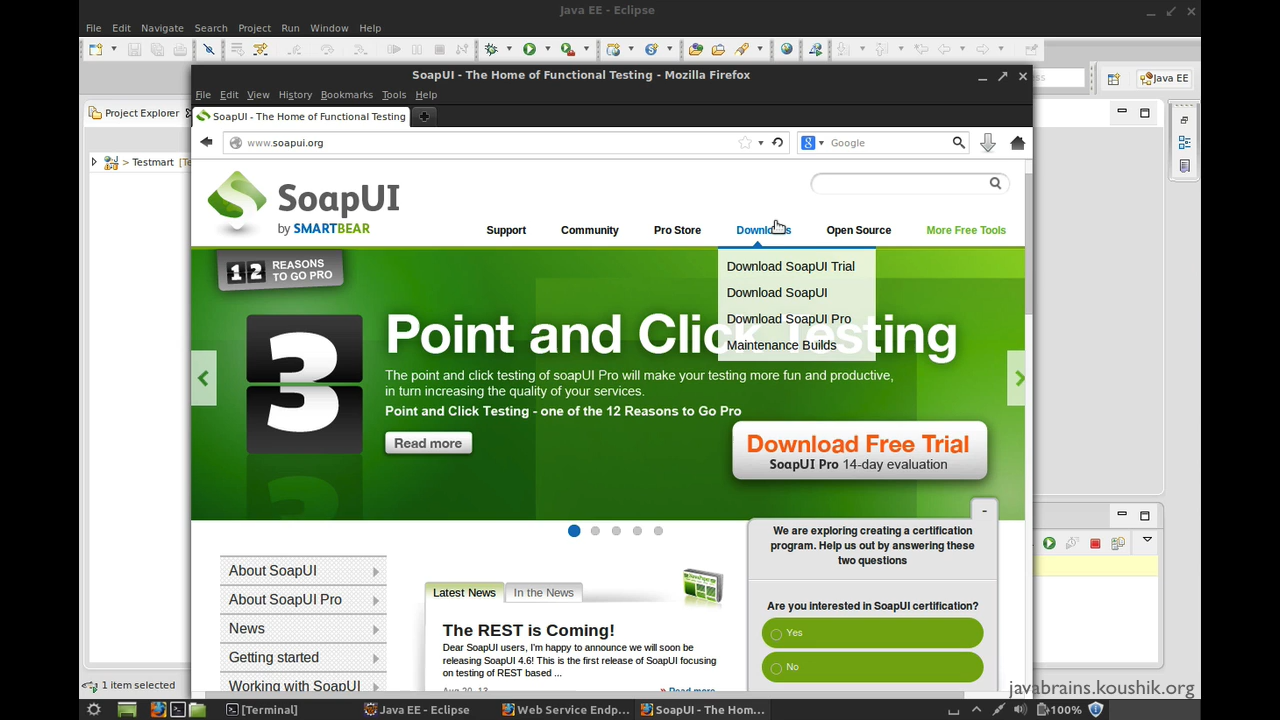 Java EE - Eclipse
File Edit Navigate Search Project Run Window Help
Java EE
Project Explorer
> Testmart
SoapUI - The Home of Functional Testing - Mozilla Firefox
File Edit View History Bookmarks Tools Help
SoapUI - The Home of Functional Testing
www.soapui.org
Google
SoapUI
by SMARTBEAR
Support Community Pro Store Downloads Open Source More Free Tools
12 REASONS
TO GO PRO
Download SoapUI Trial
Download SoapUI
Download SoapUI Pro
Maintenance Builds
3
Point and Click Testing
The point and click testing of soapUI Pro will make your testing more fun and productive,
in turn increasing the quality of your services.
Point and Click Testing - one of the 12 Reasons to Go Pro
Read more
Download Free Trial
SoapUI Pro 14-day evaluation
-
We are exploring creating a certification
program. Help us out by answering these
two questions
Are you interested in SoapUI certification?
Yes
No
About SoapUI
About SoapUI Pro
News
Getting started
Working with SoapUI
Latest News In the News
The REST is Coming!
Dear SoapUI users, I'm happy to announce we will soon be
releasing SoapUI 4.6! This is the first release of SoapUI focusing
on testing of REST based ...
Aug 20, 13
» Read more
1 item selected
javabrains.koushik.org
[Terminal] Java EE - Eclipse Web Service Endp... SoapUI - The Hom... 100%